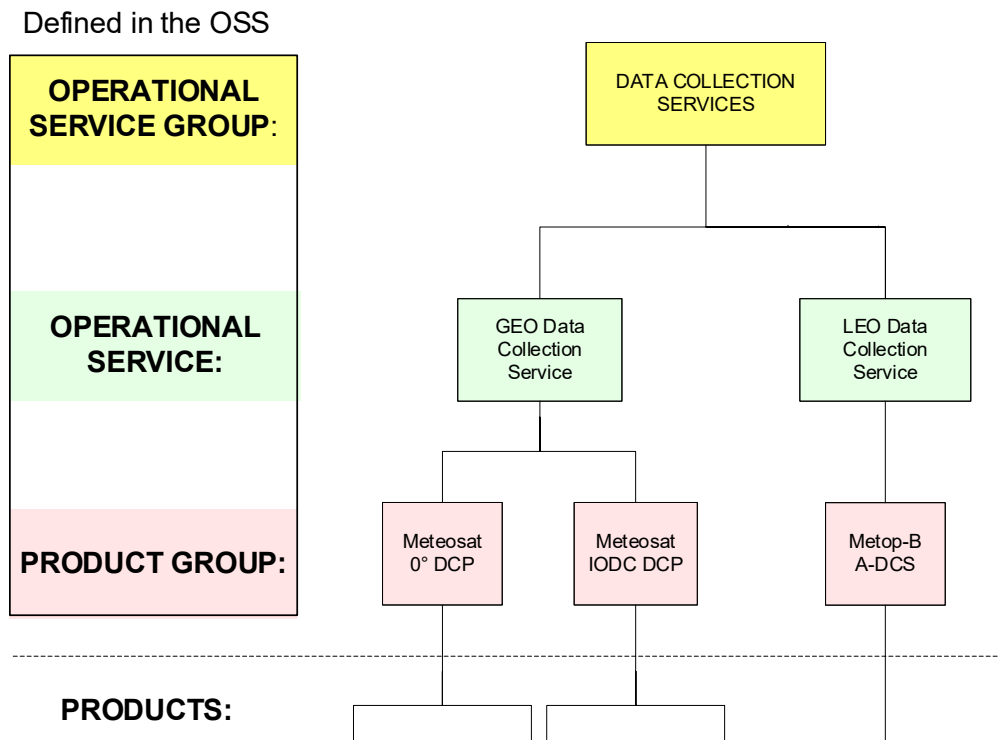 Defined in the OSS
OPERATIONAL
SERVICE GROUP:
DATA COLLECTION
SERVICES
OPERATIONAL
SERVICE:
GEO Data
Collection
Service
LEO Data
Collection
Service
PRODUCT GROUP:
Meteosat
0° DCP
Meteosat
IODC DCP
Metop-B
A-DCS
PRODUCTS: